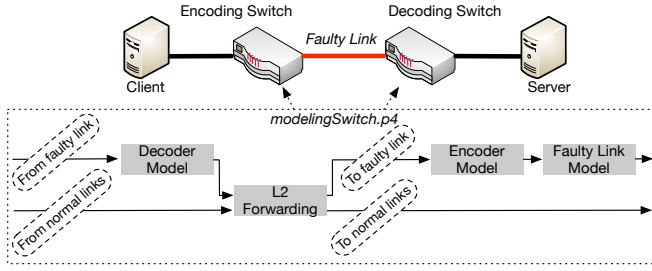 Encoding Switch
Decoding Switch
Faulty Link
Client
Server
modelingSwitch.p4
From faulty link
Decoder
Model
To faulty link
Encoder
Model
Faulty Link
Model
L2
Forwarding
From normal links
To normal links